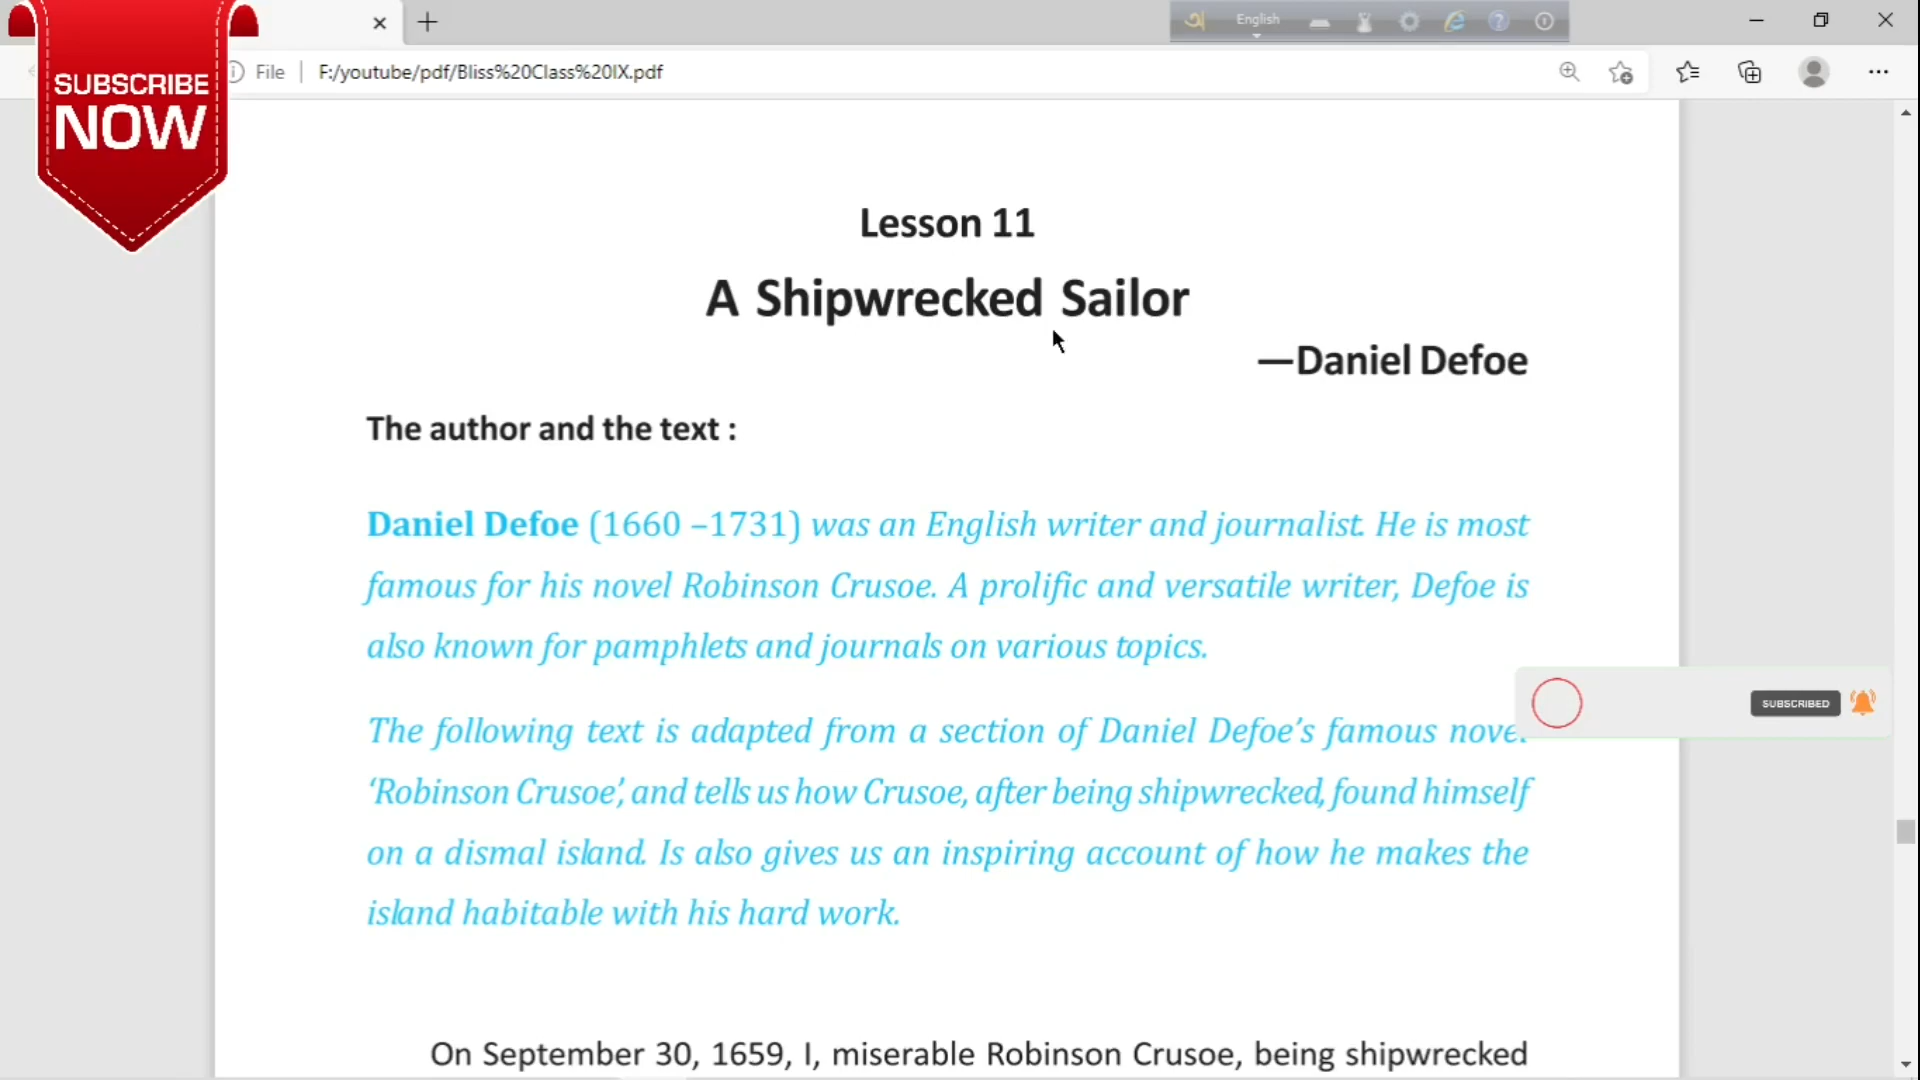 English
SUBSCRIBE
NOW
File
F:/youtube/pdf/Bliss%20Class%20IX.pdf
Lesson 11
A Shipwrecked Sailor
—Daniel Defoe
The author and the text :
Daniel Defoe (1660 –1731) was an English writer and journalist. He is most
famous for his novel Robinson Crusoe. A prolific and versatile writer, Defoe is
also known for pamphlets and journals on various topics.
SUBSCRIBED
The following text is adapted from a section of Daniel Defoe’s famous novel
‘Robinson Crusoe’, and tells us how Crusoe, after being shipwrecked, found himself
on a dismal island. Is also gives us an inspiring account of how he makes the
island habitable with his hard work.
On September 30, 1659, I, miserable Robinson Crusoe, being shipwrecked